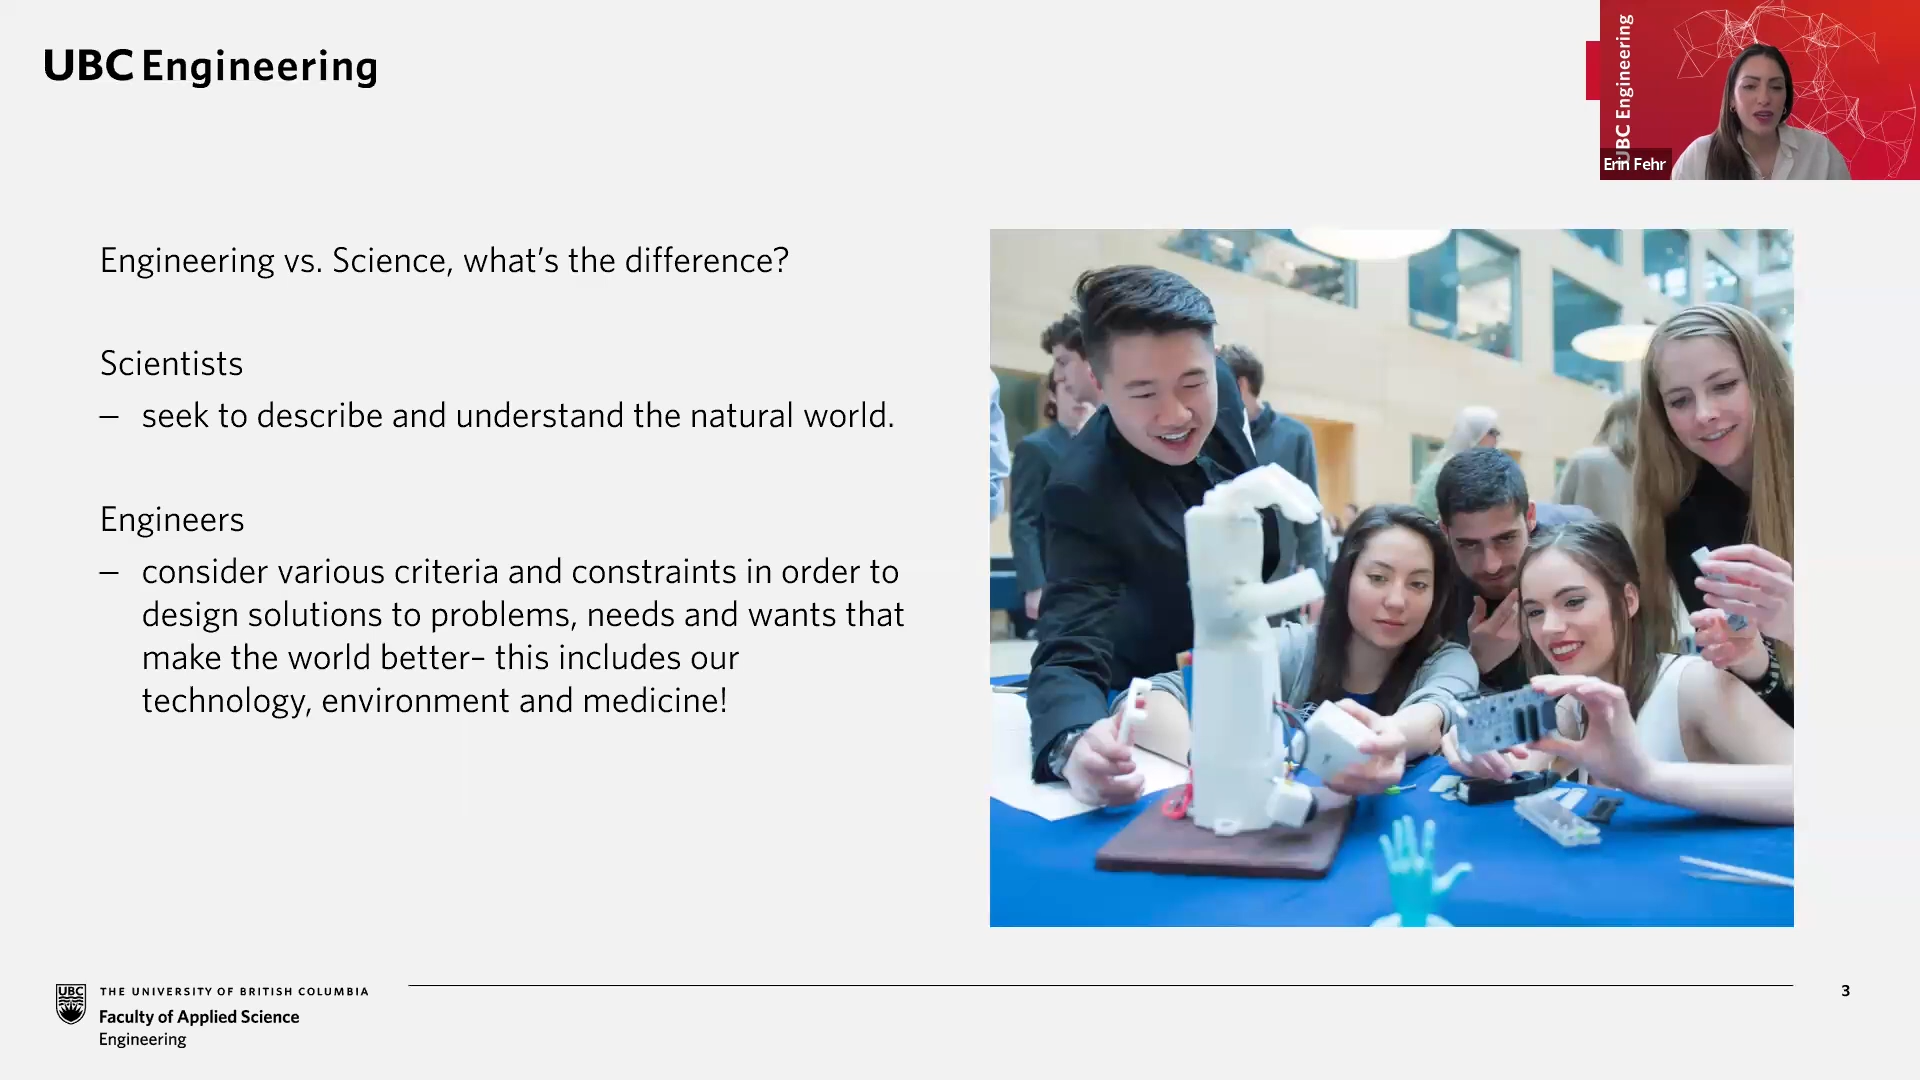 UBC Engineering
UBC Engineering
Erin Fehr
Engineering vs. Science, what’s the difference?
Scientists
– seek to describe and understand the natural world.
Engineers
– consider various criteria and constraints in order to
design solutions to problems, needs and wants that
make the world better– this includes our
technology, environment and medicine!
UBC
THE UNIVERSITY OF BRITISH COLUMBIA
Faculty of Applied Science
Engineering
3